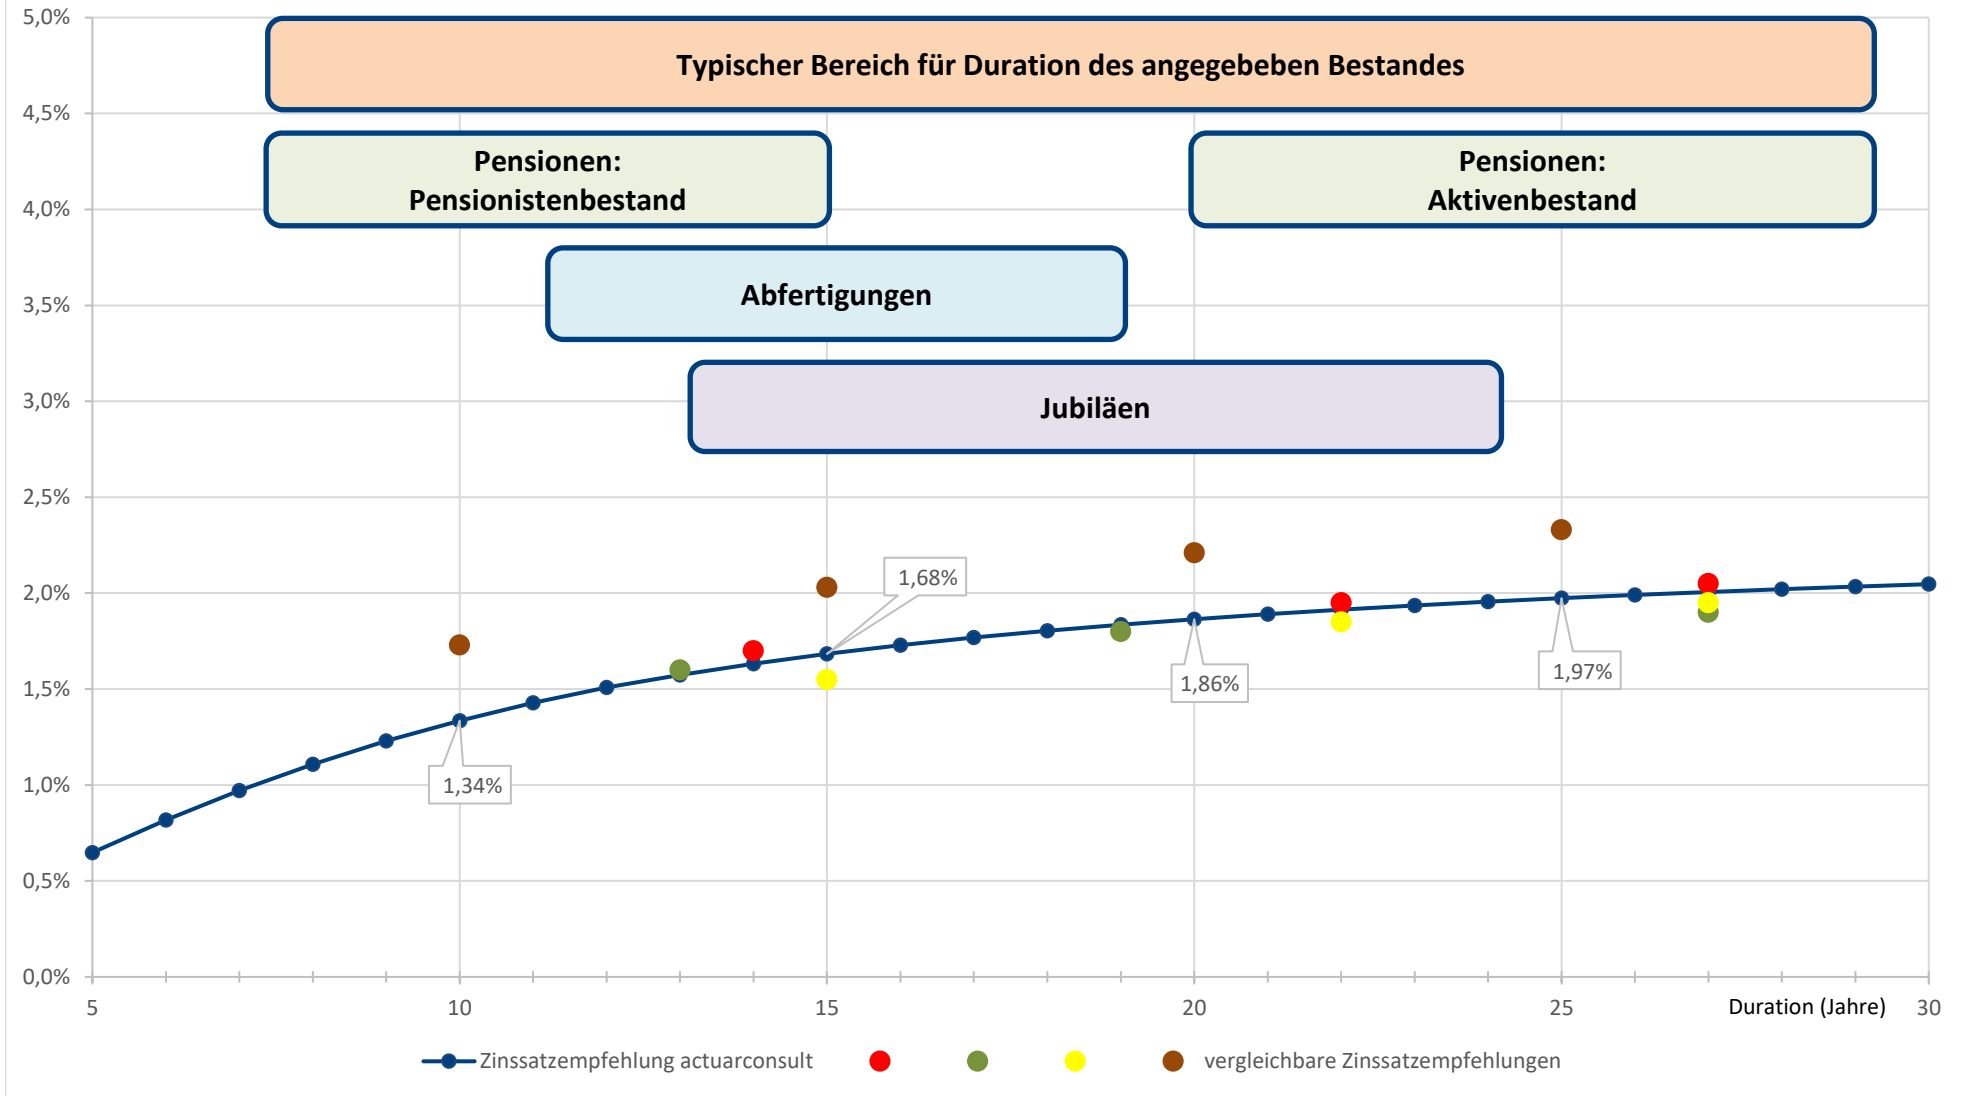 5,0%
Typischer Bereich für Duration des angegebeben Bestandes
4,5%
Pensionen:
Pensionistenbestand
Pensionen:
Aktivenbestand
4,0%
3,5%
Abfertigungen
3,0%
Jubiläen
2,5%
2,0%
1,68%
1,5%
1,86%
1,97%
1,0%
1,34%
0,5%
0,0%
5
10
15
20
25
Duration (Jahre)
30
Zinssatzempfehlung actuarconsult
vergleichbare Zinssatzempfehlungen